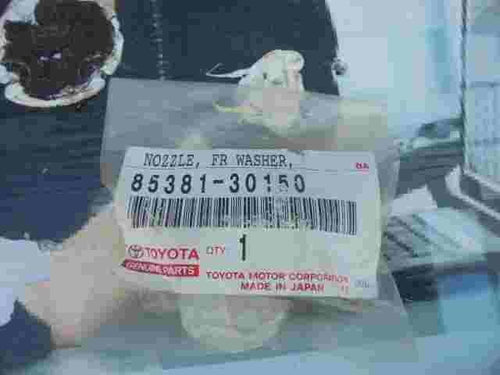 NOZZLE, FR WASHER,
85381-30150
TOYOTA QTY 1
GENUINE PARTS
TOYOTA MOTOR CORPORATION
MADE IN JAPAN